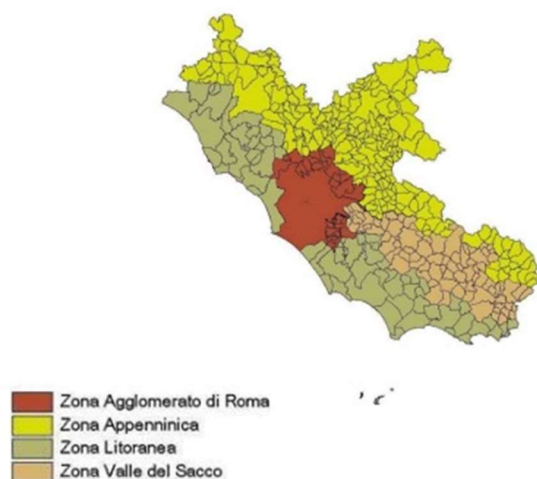 Zona Agglomerato di Roma
Zona Appenninica
Zona Litoranea
Zona Valle del Sacco